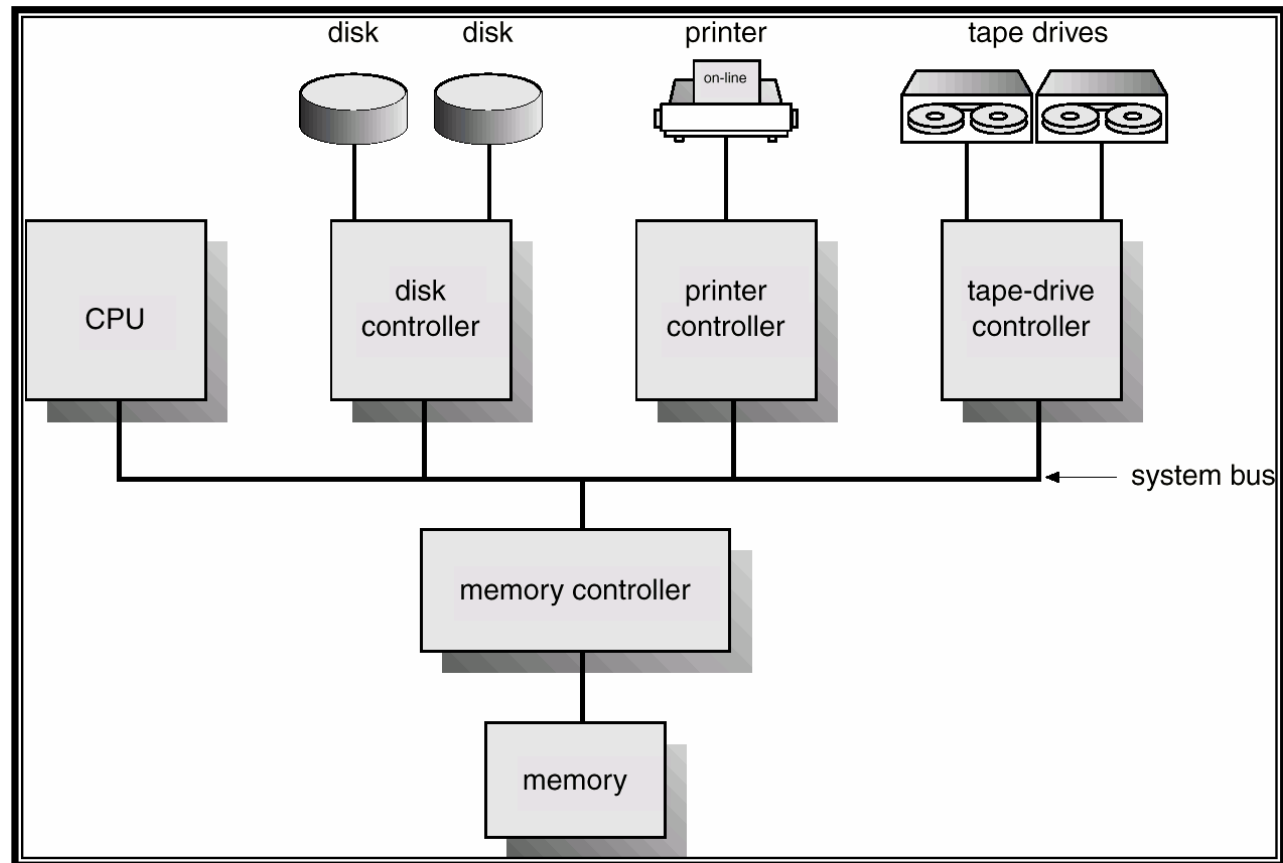 disk
disk
printer
tape drives
on-line
CPU
disk
controller
printer
controller
tape-drive
controller
system bus
memory controller
memory